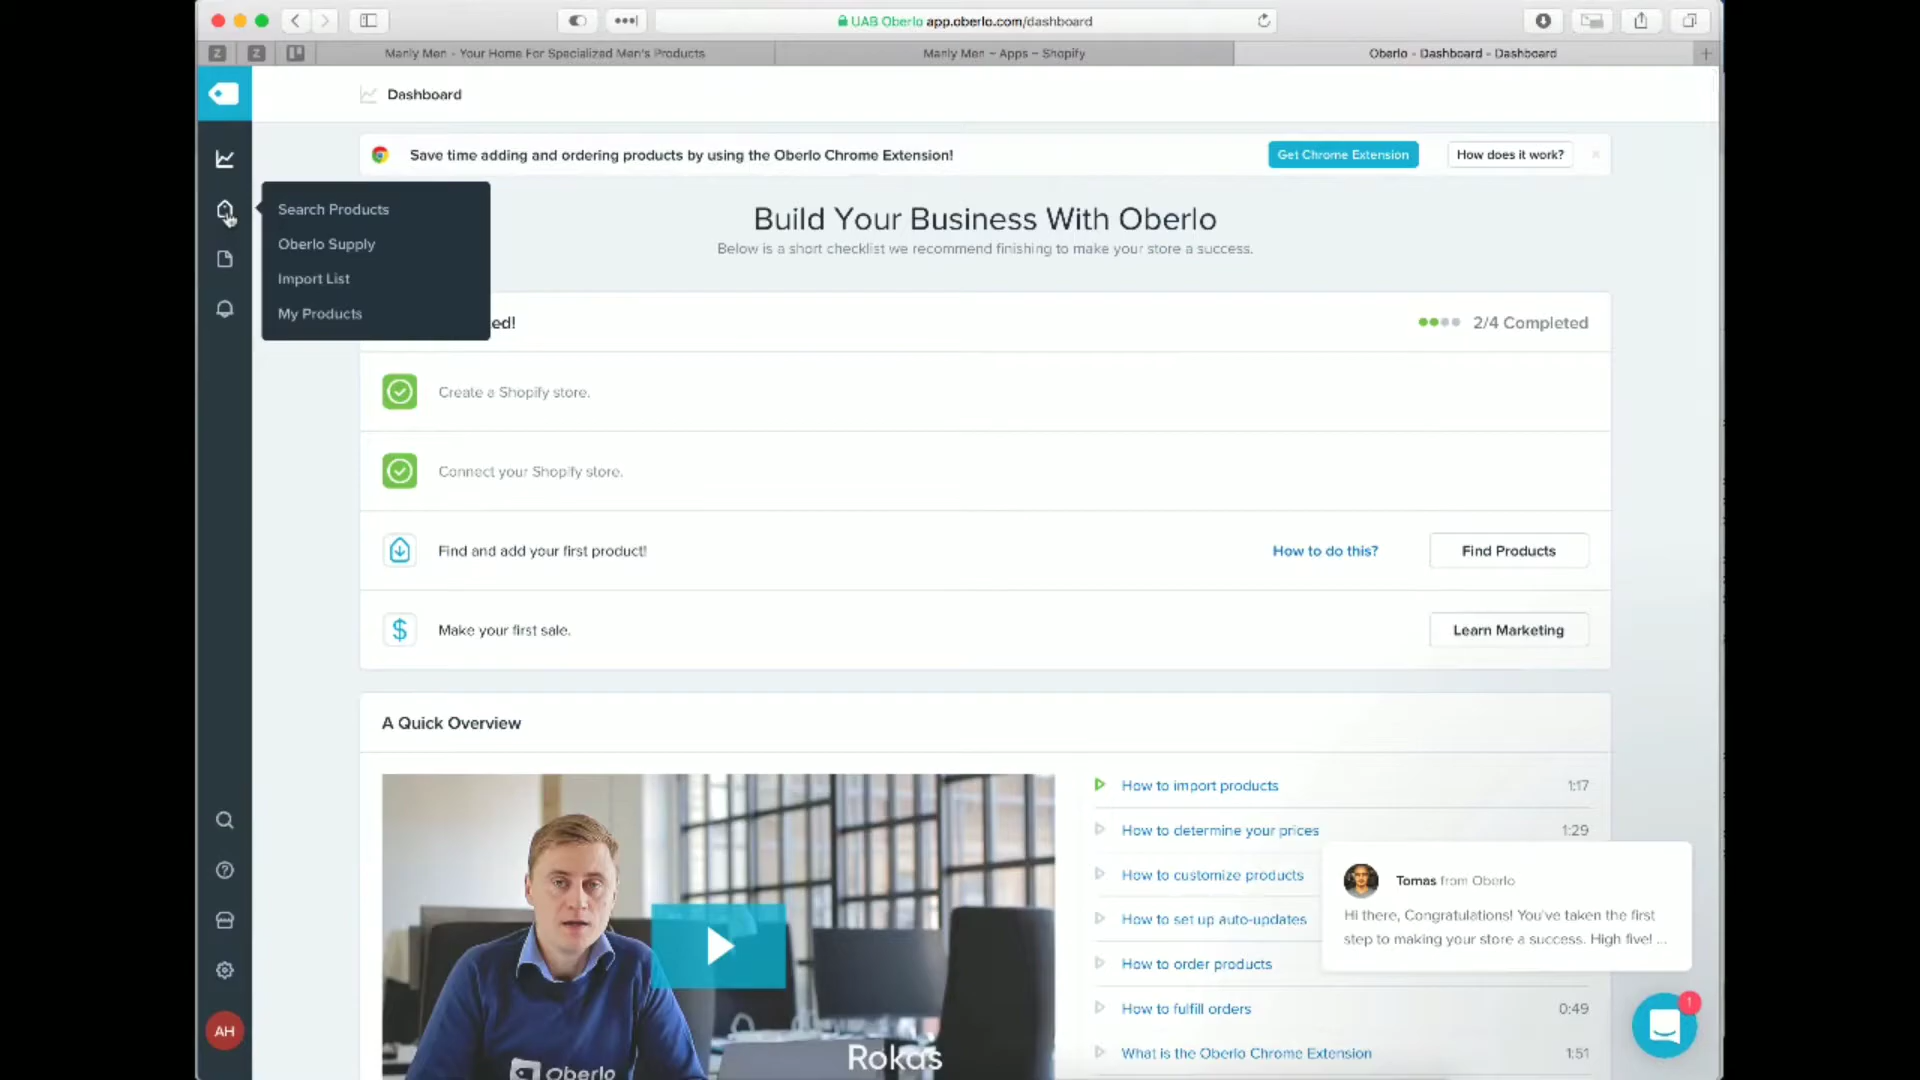 UAB Oberlo app.oberlo.com/dashboard
Z Z Manly Men - Your Home For Specialized Men's Products Manly Men ~ Apps ~ Shopify Oberlo - Dashboard - Dashboard
Dashboard
Save time adding and ordering products by using the Oberlo Chrome Extension! Get Chrome Extension How does it work?
Search Products
Oberlo Supply
Import List
My Products
Build Your Business With Oberlo
Below is a short checklist we recommend finishing to make your store a success.
ed! 2/4 Completed
Create a Shopify store.
Connect your Shopify store.
Find and add your first product! How to do this? Find Products
Make your first sale. Learn Marketing
A Quick Overview
How to import products 1:17
How to determine your prices 1:29
How to customize products
How to set up auto-updates
How to order products
How to fulfill orders 0:49
What is the Oberlo Chrome Extension 1:51
Tomas from Oberlo
Hi there, Congratulations! You've taken the first
step to making your store a success. High five! ...
1
AH
Rokas
Oberlo